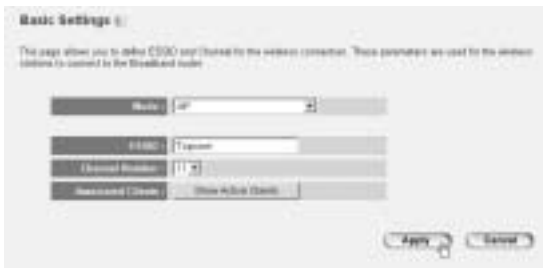 Basic Settings
This page allows you to define ESSID and Channel for the wireless connection. These parameters are used for the wireless
stations to connect to the Broadband router.
Mode : AP
ESSID : Topcom
Channel Number : 11
Associated Clients : Show Active Clients
Apply Cancel